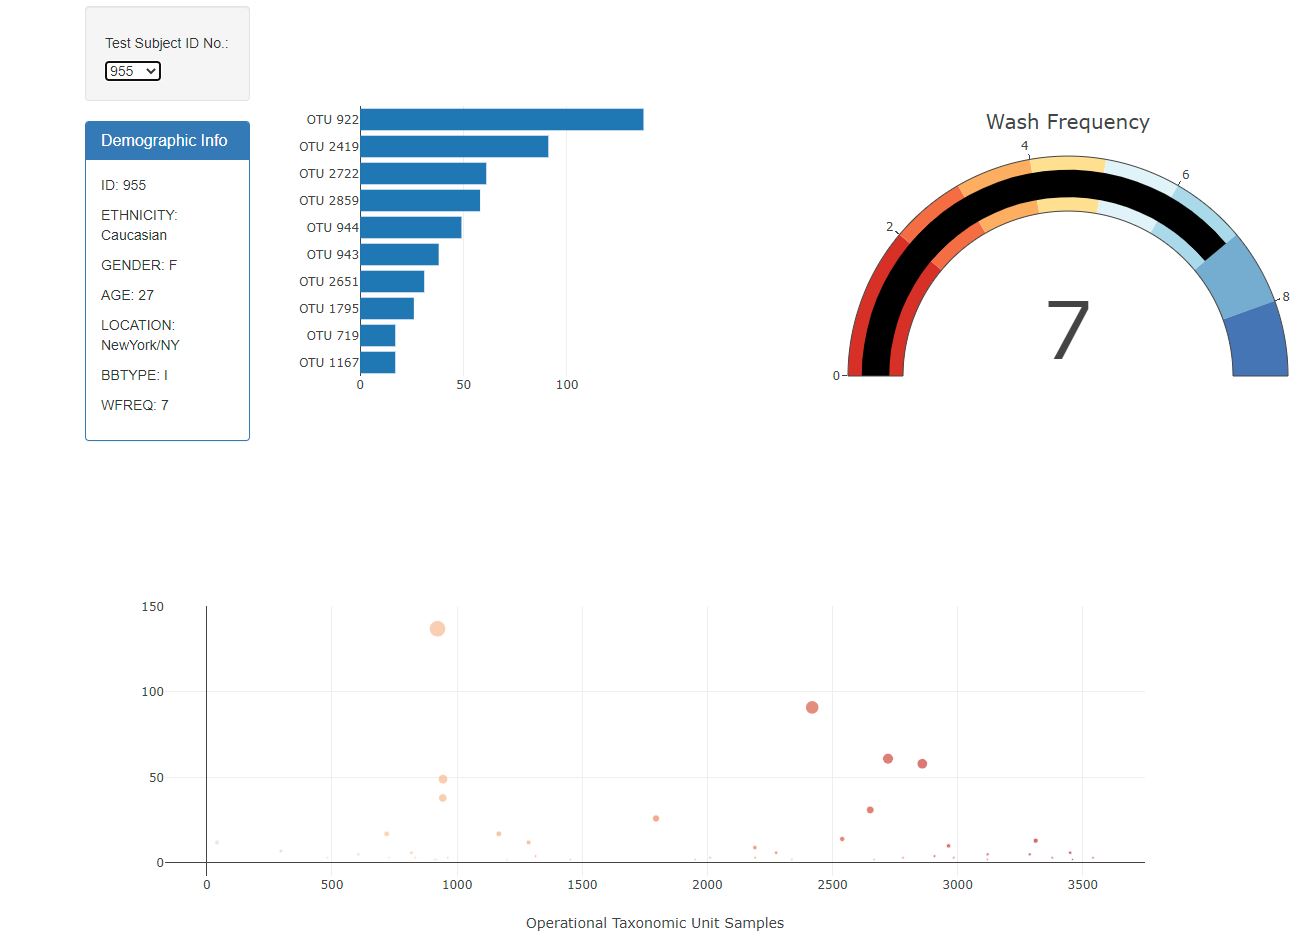 Test Subject ID No.:
955
Demographic Info
ID: 955
ETHNICITY:
Caucasian
GENDER: F
AGE: 27
LOCATION:
NewYork/NY
BBTYPE: I
WFREQ: 7
OTU 922
OTU 2419
OTU 2722
OTU 2859
OTU 944
OTU 943
OTU 2651
OTU 1795
OTU 719
OTU 1167
0 50 100
Wash Frequency
0
2
4
6
8
7
150
100
50
0
0 500 1000 1500 2000 2500 3000 3500
Operational Taxonomic Unit Samples